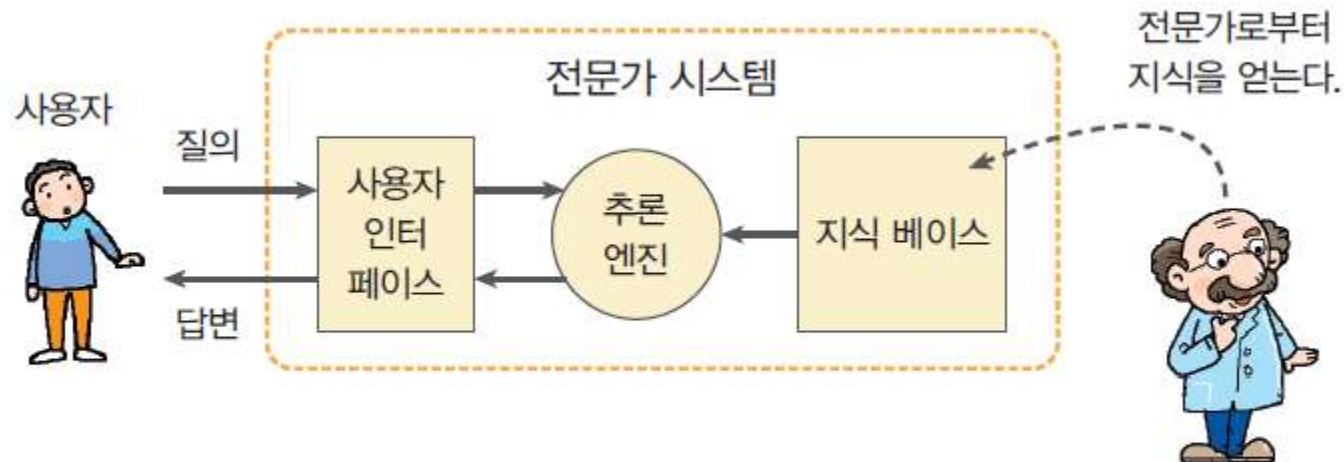 전문가로부터
지식을 얻는다.
전문가 시스템
사용자
질의
사용자
인터
페이스
추론
엔진
지식 베이스
답변